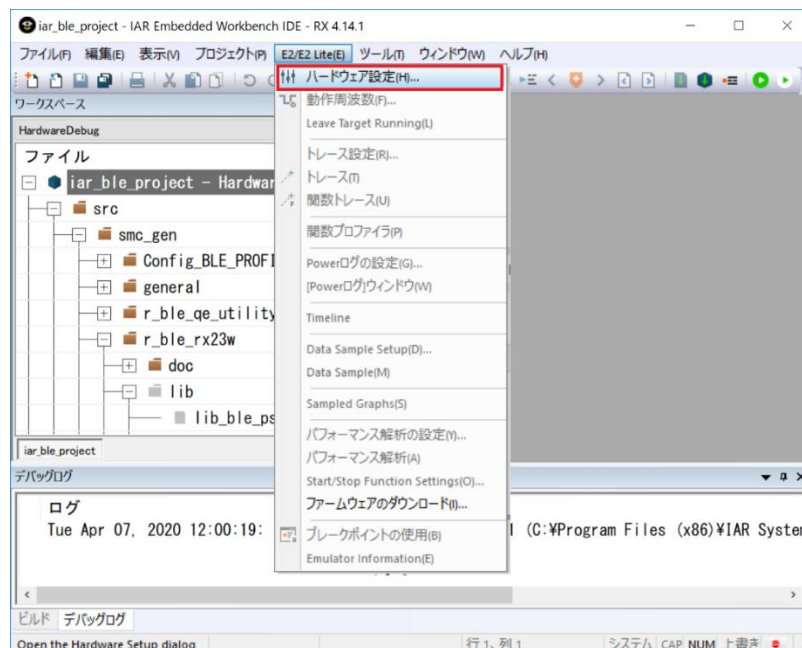 iar_ble_project - IAR Embedded Workbench IDE - RX 4.14.1
ファイル(F) 編集(E) 表示(V) プロジェクト(P) E2/E2 Lite(E) ツール(T) ウィンドウ(W) ヘルプ(H)
ワークスペース
HardwareDebug
ファイル
iar_ble_project - Hardwar
src
smc_gen
Config_BLE_PROFI
general
r_ble_qe_utility
r_ble_rx23w
doc
lib
lib_ble_ps
iar_ble_project
ハードウェア設定(H)...
動作周波数(F)...
Leave Target Running(L)
トレース設定(R)...
トレース(T)
関数トレース(U)
関数プロファイラ(P)
Powerログの設定(G)...
[Powerログ]ウィンドウ(W)
Timeline
Data Sample Setup(D)...
Data Sample(M)
Sampled Graphs(S)
パフォーマンス解析の設定(Y)...
パフォーマンス解析(A)
Start/Stop Function Settings(O)...
ファームウェアのダウンロード(I)...
ブレークポイントの使用(B)
Emulator Information(E)
デバッグログ
ログ
Tue Apr 07, 2020 12:00:19: (C:¥Program Files (x86)¥IAR System
ビルド デバッグログ
Open the Hardware Setup dialog 行 1、列 1 システム CAP NUM 上書き